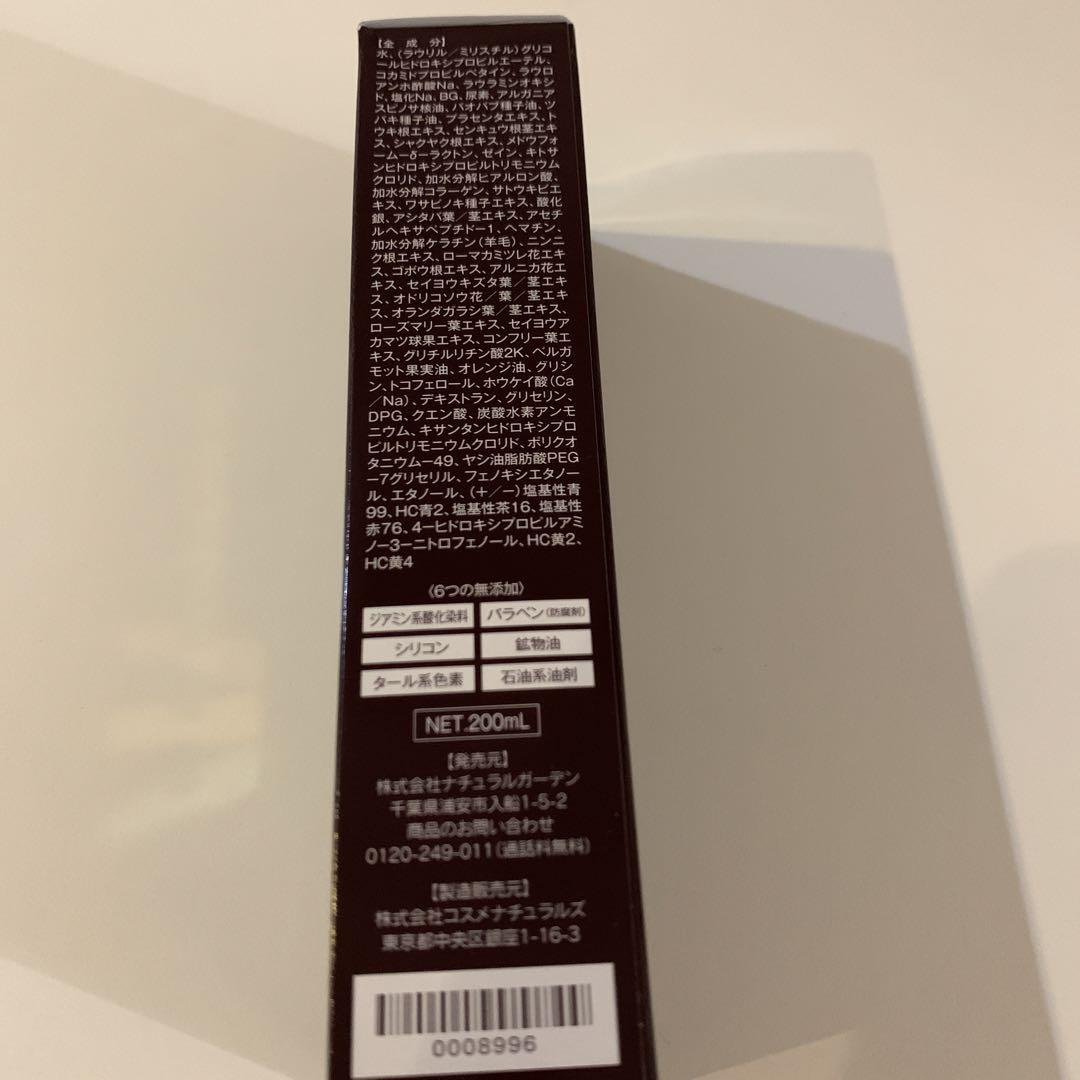 【全成分】
水、(ラウリル／ミリスチル)グリコ
ールヒドロキシプロピルエーテル、
コカミドプロピルベタイン、ラウロ
アンホ酢酸Na、ラウラミンオキシ
ド、塩化Na、BG、尿素、アルガニア
スピノサ核油、バオバブ種子油、ツ
バキ種子油、プラセンタエキス、ト
ウキ根エキス、センキュウ根茎エキ
ス、シャクヤク根エキス、メドウフォ
ーム－δ－ラクトン、ゼイン、キトサ
ンヒドロキシプロピルトリモニウム
クロリド、加水分解ヒアルロン酸、
加水分解コラーゲン、サトウキビエ
キス、ワサビノキ種子エキス、酸化
銀、アシタバ葉／茎エキス、アセチ
ルヘキサペプチド－1、ヘマチン、
加水分解ケラチン(羊毛)、ニンニ
ク根エキス、ローマカミツレ花エキ
ス、ゴボウ根エキス、アルニカ花エ
キス、セイヨウキズタ葉／茎エキ
ス、オドリコソウ花／葉／茎エキ
ス、オランダガラシ葉／茎エキス、
ローズマリー葉エキス、セイヨウア
カマツ球果エキス、コンフリー葉エ
キス、グリチルリチン酸2K、ベルガ
モット果実油、オレンジ油、グリシ
ン、トコフェロール、ホウケイ酸(Ca
／Na)、デキストラン、グリセリン、
DPG、クエン酸、炭酸水素アンモ
ニウム、キサンタンヒドロキシプロ
ピルトリモニウムクロリド、ポリクオ
タニウム－49、ヤシ油脂肪酸PEG
－7グリセリル、フェノキシエタノー
ル、エタノール、(＋／－)塩基性青
99、HC青2、塩基性茶16、塩基性
赤76、4－ヒドロキシプロピルアミ
ノ－3－ニトロフェノール、HC黄2、
HC黄4
〈6つの無添加〉
ジアミン系酸化染料 パラベン(防腐剤)
シリコン 鉱物油
タール系色素 石油系油剤
NET.200mL
【発売元】
株式会社ナチュラルガーデン
千葉県浦安市入船1-5-2
商品のお問い合わせ
0120-249-011(通話料無料)
【製造販売元】
株式会社コスメナチュラルズ
東京都中央区銀座1-16-3
0008996